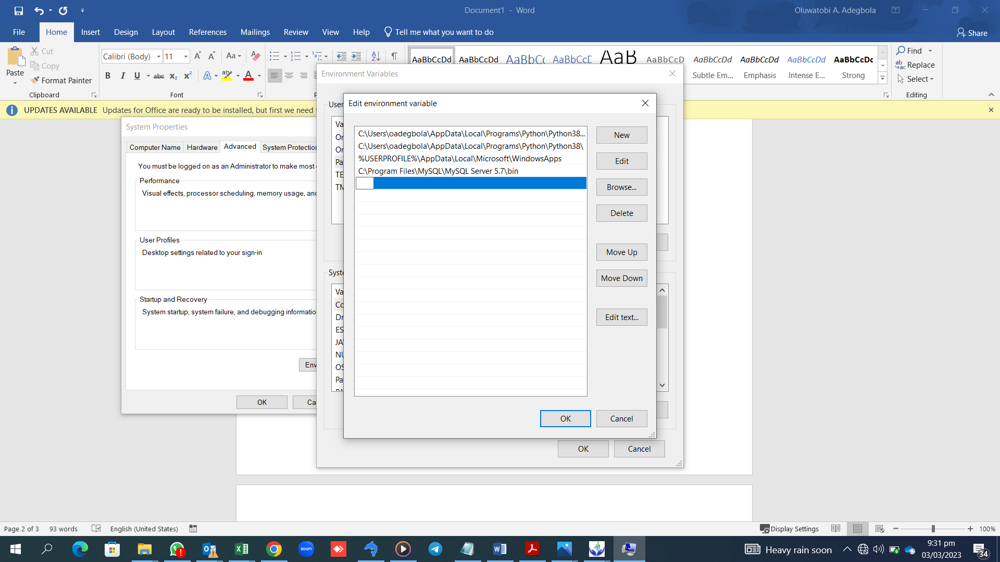 Document1 - Word
Oluwatobi A. Adegbola
File Home Insert Design Layout References Mailings Review View Help Tell me what you want to do
Share
Paste
Cut
Copy
Format Painter
Clipboard
Calibri (Body) 11
Font
AaBbCcDd AaBbCcDd AaBbC AaBbCcD AaB AaBbCcD AaBbCcDd AaBbCcDd AaBbCcDd AaBbCcDc
Subtle Em... Emphasis Intense E... Strong
Find
Replace
Select
Editing
UPDATES AVAILABLE Updates for Office are ready to be installed, but first we need
System Properties
Computer Name Hardware Advanced System Protection
You must be logged on as an Administrator to make most
Performance
Visual effects, processor scheduling, memory usage, and
User Profiles
Desktop settings related to your sign-in
Startup and Recovery
System startup, system failure, and debugging informatio
Env
OK Ca
Environment Variables
User
Va
On
On
Pa
TE
TM
Syste
Va
Co
Dr
ES
JAV
NU
OS
Pa
OK Cancel
Edit environment variable
C:\Users\oadegbola\AppData\Local\Programs\Python\Python38...
C:\Users\oadegbola\AppData\Local\Programs\Python\Python38\
%USERPROFILE%\AppData\Local\Microsoft\WindowsApps
C:\Program Files\MySQL\MySQL Server 5.7\bin
New
Edit
Browse...
Delete
Move Up
Move Down
Edit text...
OK Cancel
Page 2 of 3 93 words English (United States)
Display Settings
100%
zoom
Heavy rain soon
9:31 pm
03/03/2023
34